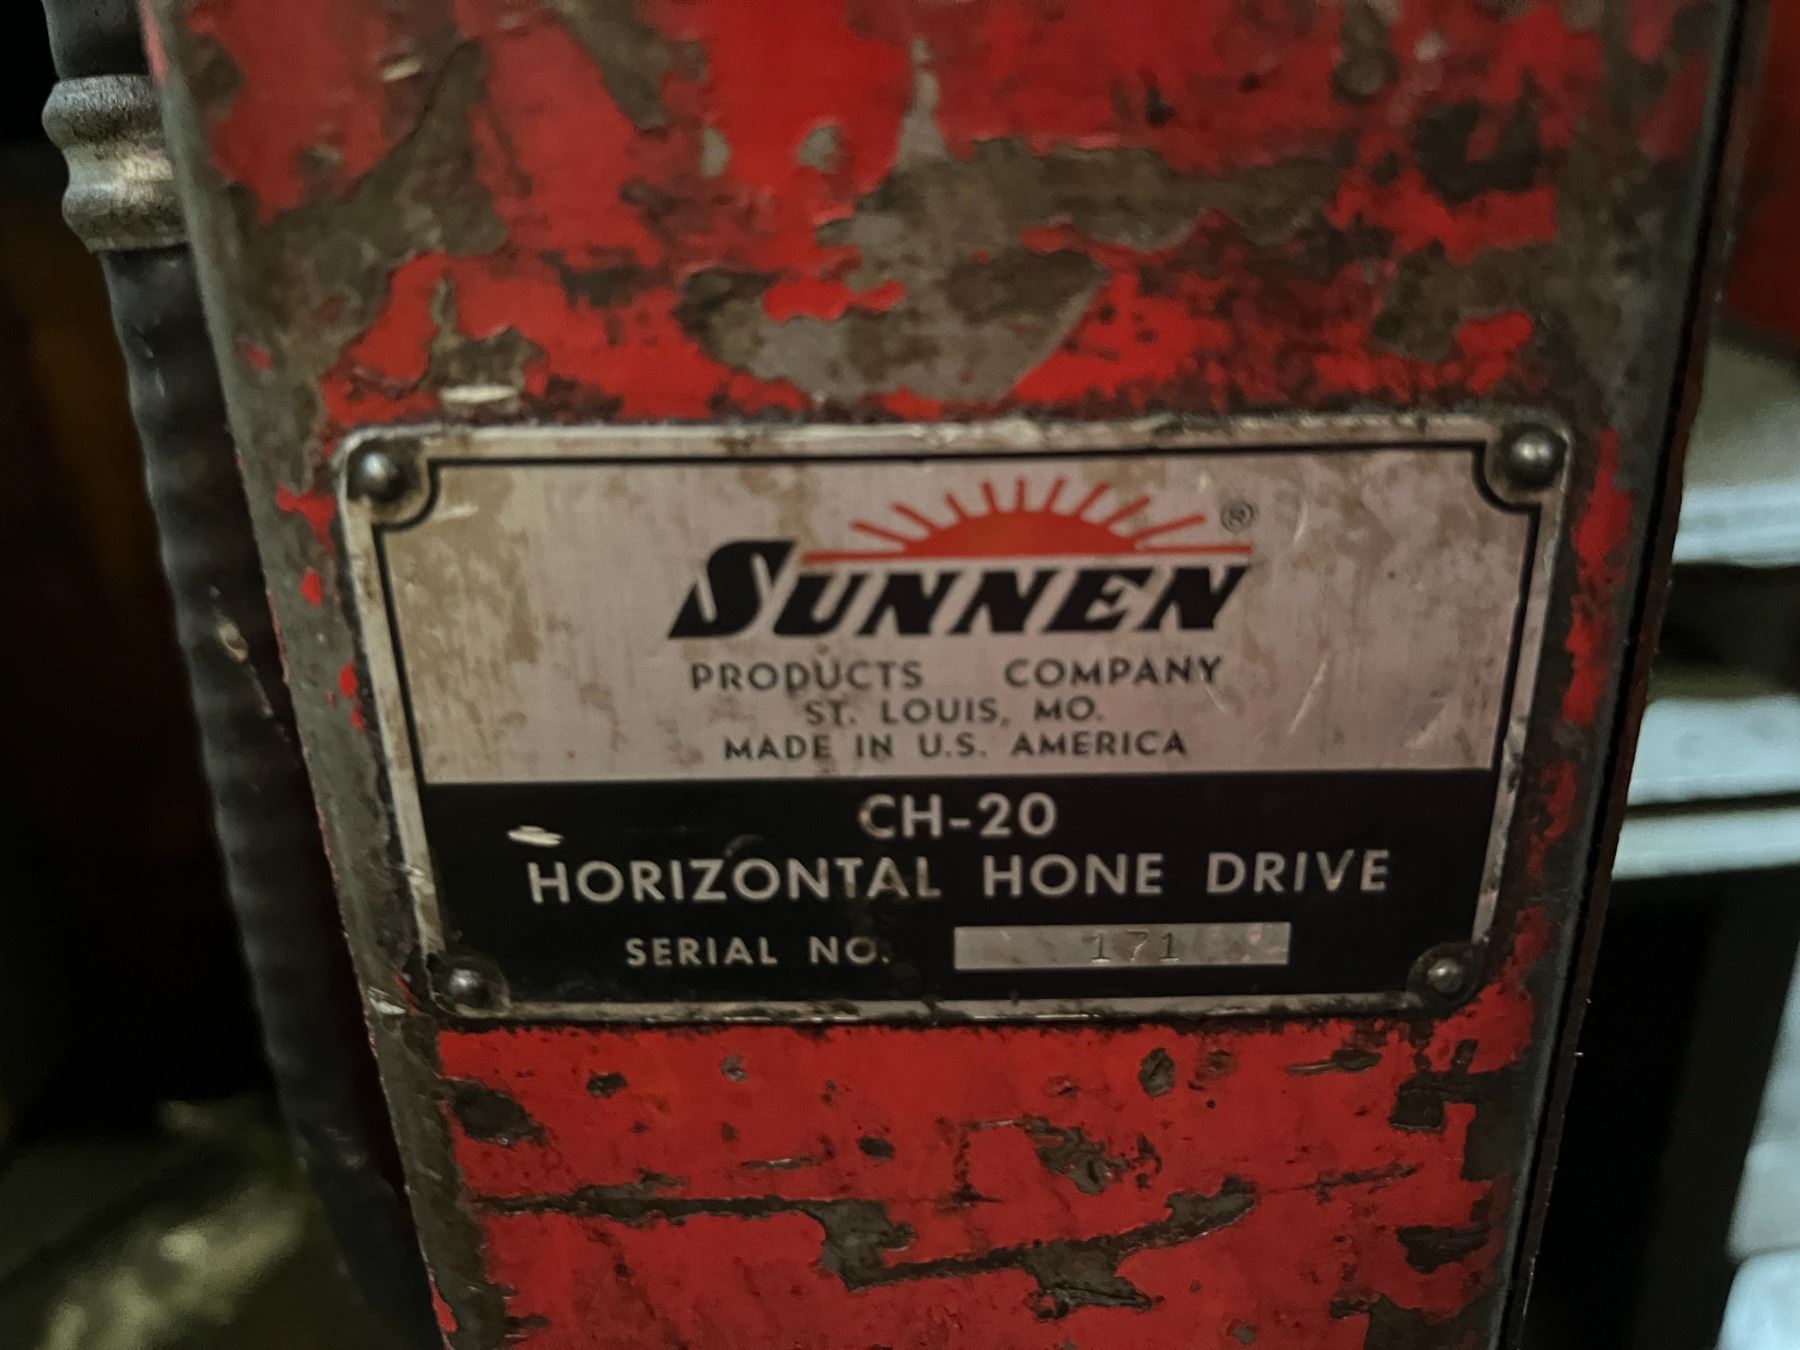 SUNNEN®
PRODUCTS COMPANY
ST. LOUIS, MO.
MADE IN U.S. AMERICA
CH-20
HORIZONTAL HONE DRIVE
SERIAL NO. 171